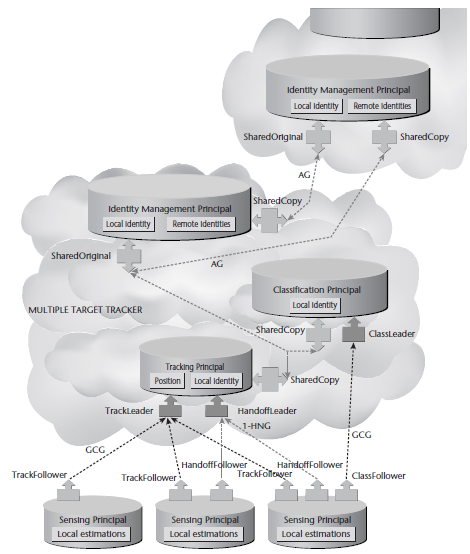 Identity Management Principal
Local Identity
Remote Identities
SharedOriginal
SharedCopy
AG
SharedCopy
Identity Management Principal
Local Identity
Remote Identities
SharedOriginal
AG
Classification Principal
Local Identity
MULTIPLE TARGET TRACKER
SharedCopy
ClassLeader
Tracking Principal
Position
Local Identity
SharedCopy
TrackLeader
HandoffLeader
1-HNG
GCG
GCG
TrackFollower
TrackFollower
HandoffFollower
TrackFollower
HandoffFollower
ClassFollower
Sensing Principal
Local estimations
Sensing Principal
Local estimations
Sensing Principal
Local estimations